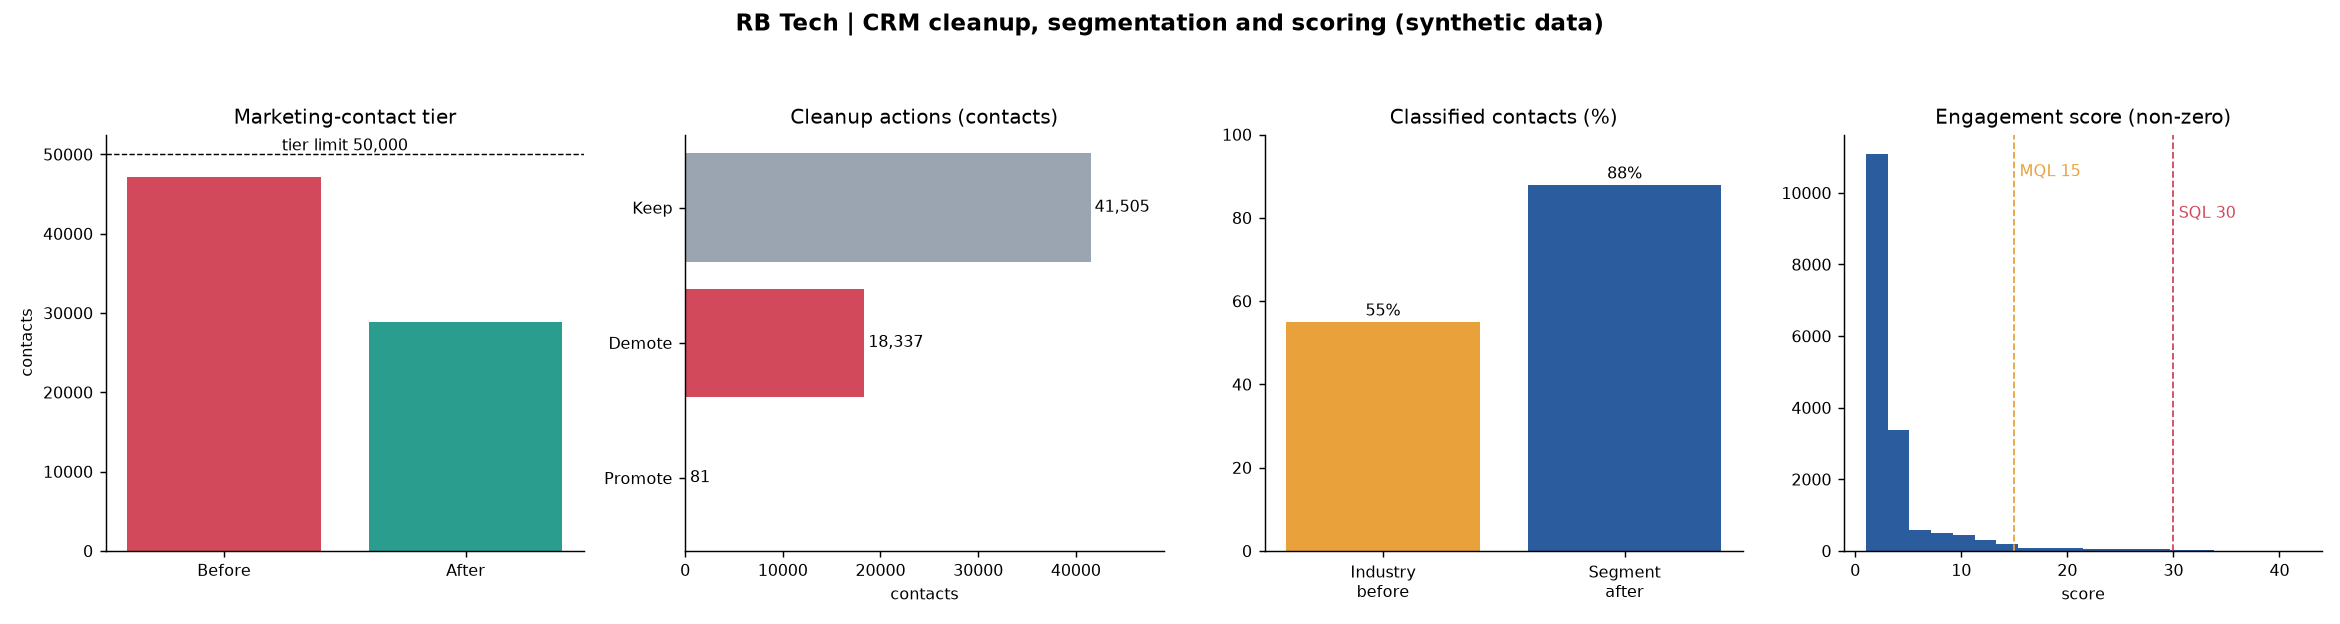 RB Tech | CRM cleanup, segmentation and scoring (synthetic data)
Marketing-contact tier
tier limit 50,000
50000
40000
30000
20000
10000
0
contacts
Before
After
Cleanup actions (contacts)
Keep
41,505
Demote
18,337
Promote
81
0
10000
20000
30000
40000
contacts
Classified contacts (%)
100
80
60
40
20
0
55%
88%
Industry
before
Segment
after
Engagement score (non-zero)
MQL 15
SQL 30
10000
8000
6000
4000
2000
0
0
10
20
30
40
score